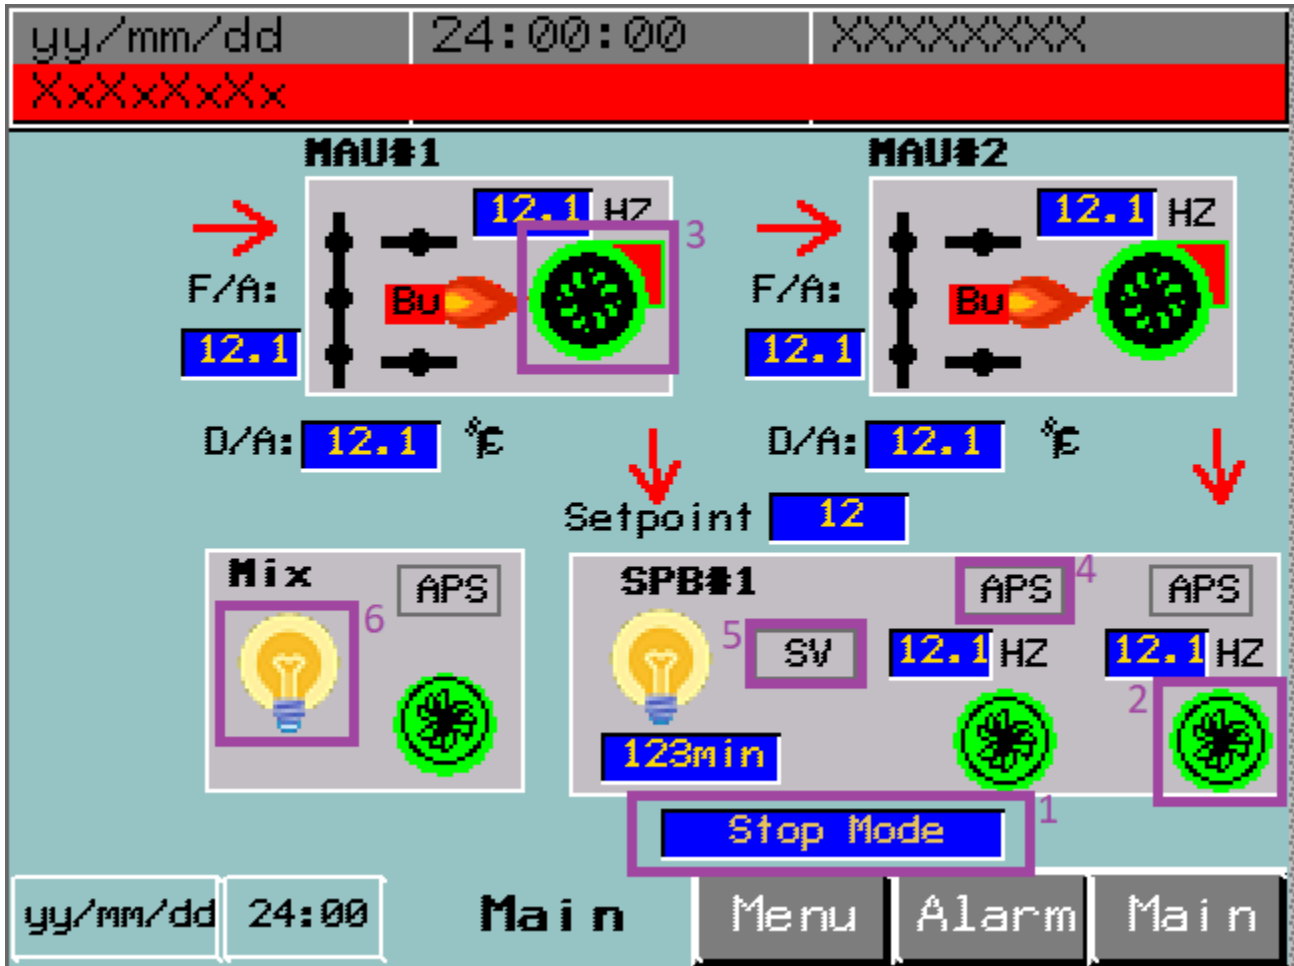 yy/mm/dd 24:00:00 XXXXXXXX
XxXxXxXx
MAU#1 MAU#2
12.1 HZ 12.1 HZ
3
F/A: Bu F/A: Bu
12.1 12.1
D/A: 12.1 °F D/A: 12.1 °F
Setpoint 12
Mix APS SPB#1 APS 4 APS
6 5 SV 12.1 HZ 12.1 HZ
2
123min
Stop Mode 1
yy/mm/dd 24:00 Main Menu Alarm Main